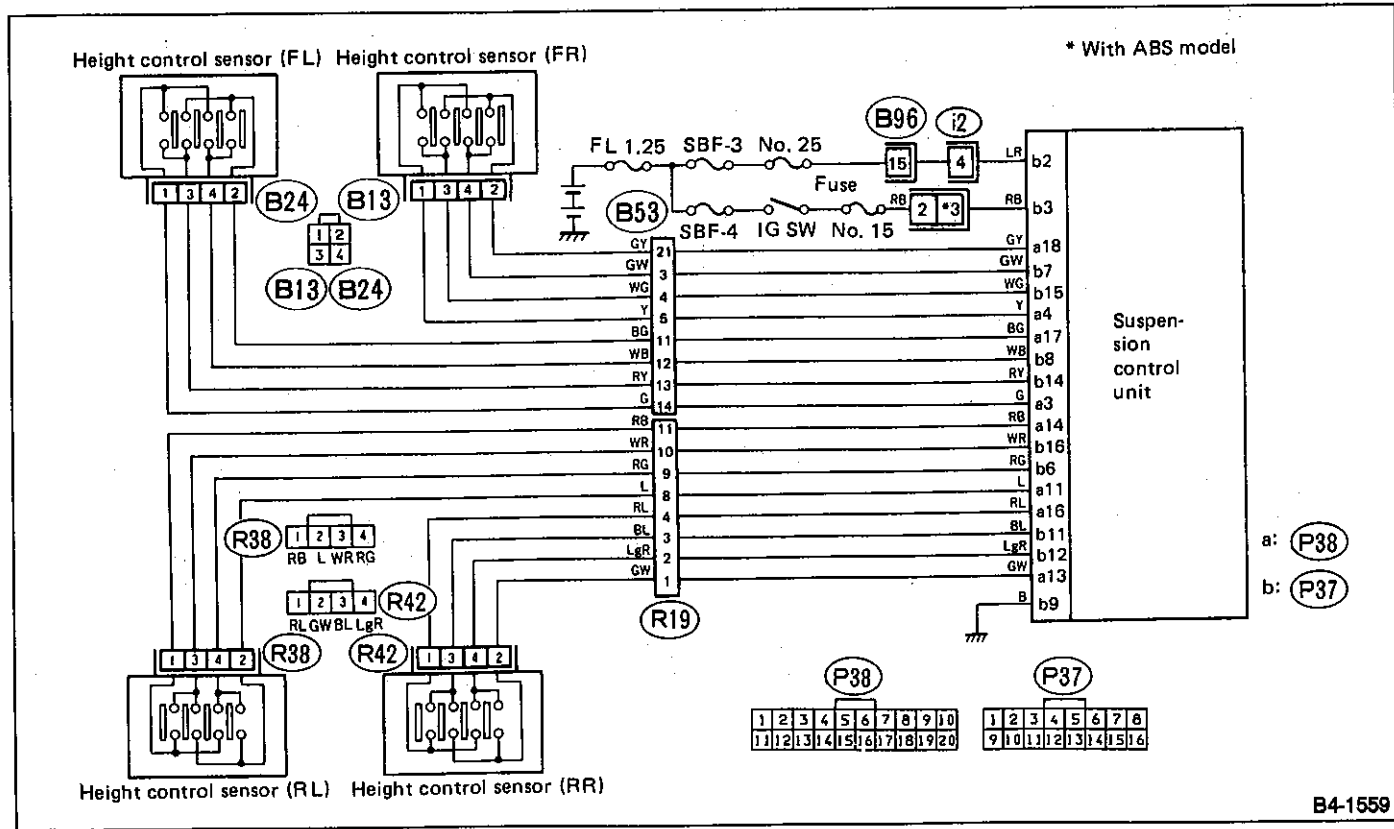 Height control sensor (FL) Height control sensor (FR)
* With ABS model
B96 i2
FL 1.25 SBF-3 No. 25
15 4 LR b2
Fuse
1 3 4 2 B24 B13 1 3 4 2
B53
RB 2 *3 RB b3
SBF-4 IG SW No. 15
1 2
3 4
B13 B24
GY 21 GY a18
GW 3 GW b7
WG 4 WG b15
Y 5 Y a4
BG 11 BG a17
WB 12 WB b8
RY 13 RY b14
G 14 G a3
Suspen-
sion
control
unit
RB 11 RB a14
WR 10 WR b16
RG 9 RG b6
L 8 L a11
RL 4 RL a16
BL 3 BL b11
LgR 2 LgR b12
GW 1 GW a13
B b9
R19
a: P38
b: P37
R38 1 2 3 4
RB L WR RG
1 2 3 4 R42
RL GW BL LgR
1 3 4 2 R38 R42 1 3 4 2
P38 P37
1 2 3 4 5 6 7 8 9 10 1 2 3 4 5 6 7 8
11 12 13 14 15 16 17 18 19 20 9 10 11 12 13 14 15 16
Height control sensor (RL) Height control sensor (RR)
B4-1559